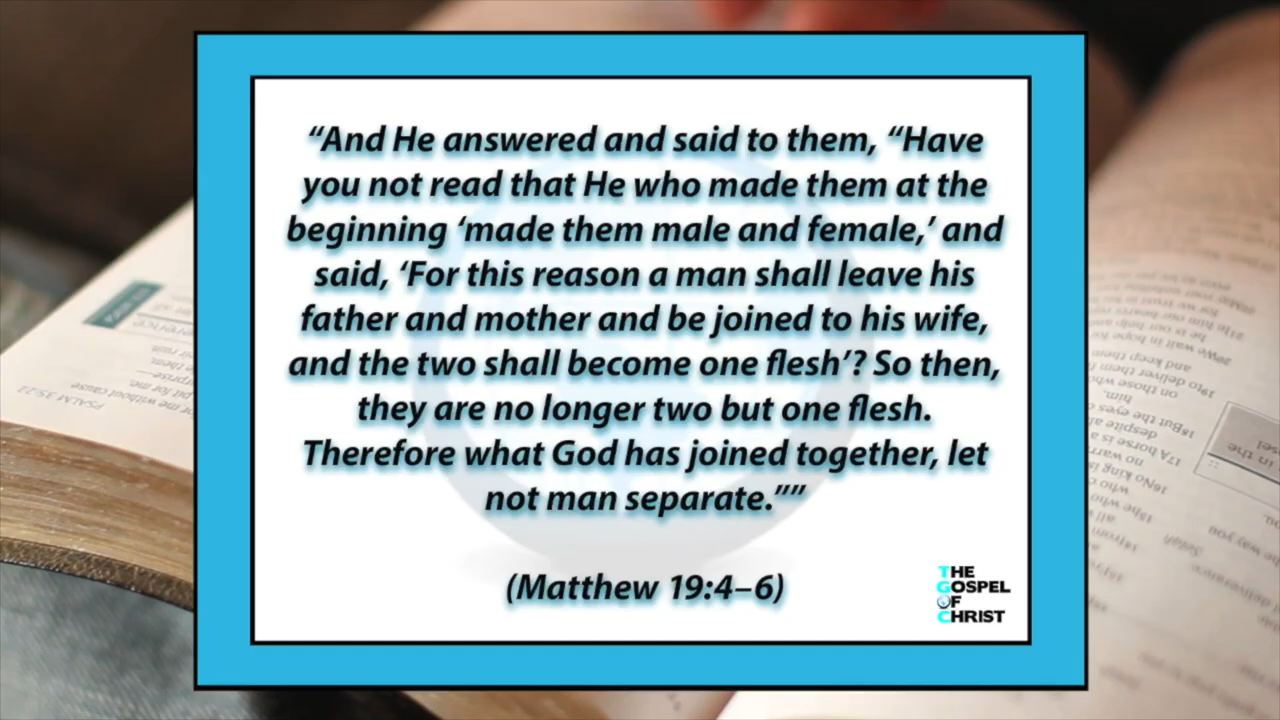 “And He answered and said to them, “Have
you not read that He who made them at the
beginning ‘made them male and female,’ and
said, ‘For this reason a man shall leave his
father and mother and be joined to his wife,
and the two shall become one flesh’? So then,
they are no longer two but one flesh.
Therefore what God has joined together, let
not man separate.””
(Matthew 19:4–6)
THE
GOSPEL
OF
CHRIST
PSALM 35:22